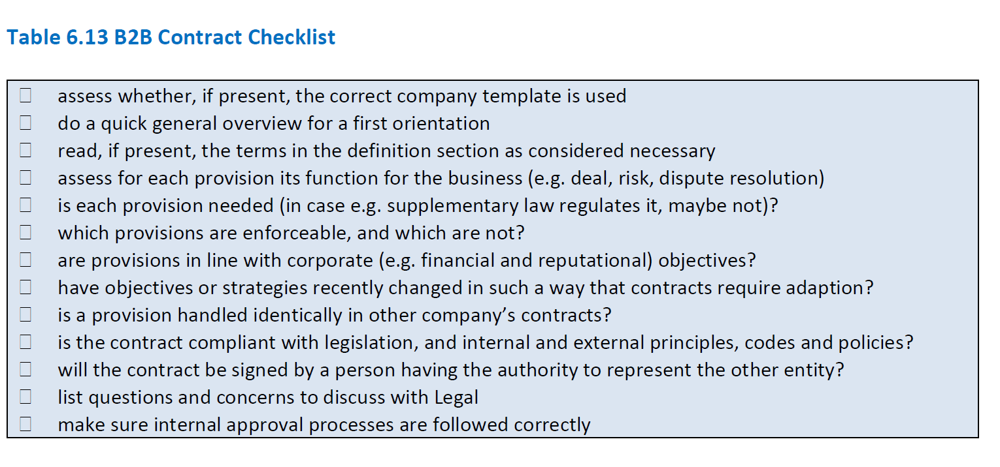 Table 6.13 B2B Contract Checklist
assess whether, if present, the correct company template is used
do a quick general overview for a first orientation
read, if present, the terms in the definition section as considered necessary
assess for each provision its function for the business (e.g. deal, risk, dispute resolution)
is each provision needed (in case e.g. supplementary law regulates it, maybe not)?
which provisions are enforceable, and which are not?
are provisions in line with corporate (e.g. financial and reputational) objectives?
have objectives or strategies recently changed in such a way that contracts require adaption?
is a provision handled identically in other company’s contracts?
is the contract compliant with legislation, and internal and external principles, codes and policies?
will the contract be signed by a person having the authority to represent the other entity?
list questions and concerns to discuss with Legal
make sure internal approval processes are followed correctly